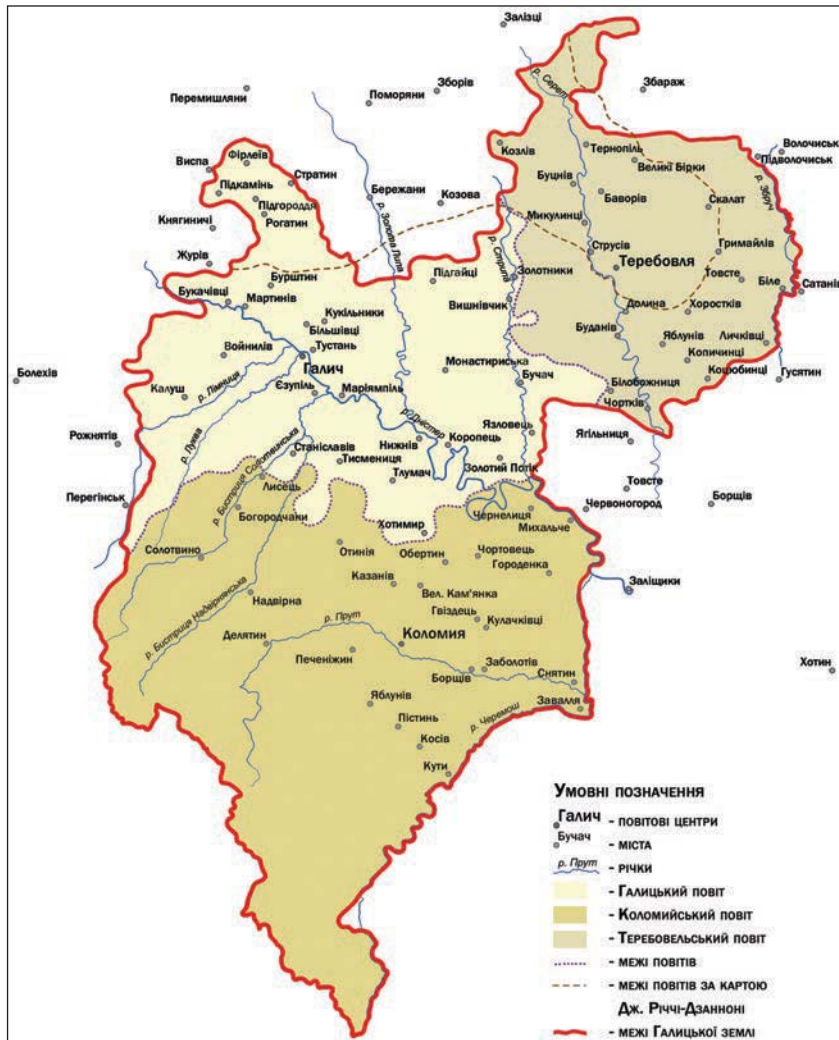 Залізці
Збараж
р. Серет
Зборів
Поморяни
Перемишляни
Козлів
Тернопіль
Волочиськ
Підволочиськ
Великі Бірки
р. Збруч
Фірлеїв
Виспа
Стратин
Підкамінь
Підгороддя
Рогатин
Княгиничі
Журів
Бережани
Козова
р. Золота Липа
Буцнів
Баворів
Скалат
Микулинці
Струсів
Гримайлів
Теребовля
р. Стрипа
Золотники
Підгайці
Вишнівчик
Товсте
Біле
Сатанів
Долина
Хоростків
Буданів
Яблунів
Личківці
Копичинці
Коцюбинці
Гусятин
Білобожниця
Чортків
Бурштин
Букачівці
Мартинів
Кукільники
Більшівці
Тустань
Войнилів
Галич
Болехів
Калуш
р. Лімниця
Єзупіль
Маріямпіль
Монастириська
Бучач
р. Дністер
р. Луква
Рожнятів
Нижнів
Коропець
Язловець
Ягільниця
Станіславів
Тисмениця
Тлумач
Золотий Потік
Товсте
Борщів
Червоногород
р. Бистриця Солотвинська
Перегінськ
Лисець
Богородчани
Хотимир
Чернелиця
Михальче
Солотвино
Отинія
Обертин
Чортовець
Городенка
Казанів
Вел. Кам'янка
Заліщики
Надвірна
р. Бистриця Надвірнянська
Гвіздець
Кулачківці
р. Прут
Делятин
Коломия
Печеніжин
Хотин
Борщів
Заболотів
Снятин
Яблунів
Завалля
р. Черемош
Пістинь
Косів
Кути
Умовні позначення
Галич - повітові центри
Бучач - міста
р. Прут - річки
- Галицький повіт
- Коломийський повіт
- Теребовельський повіт
- межі повітів
- межі повітів за картою
Дж. Річчі-Дзанноні
- межі Галицької землі